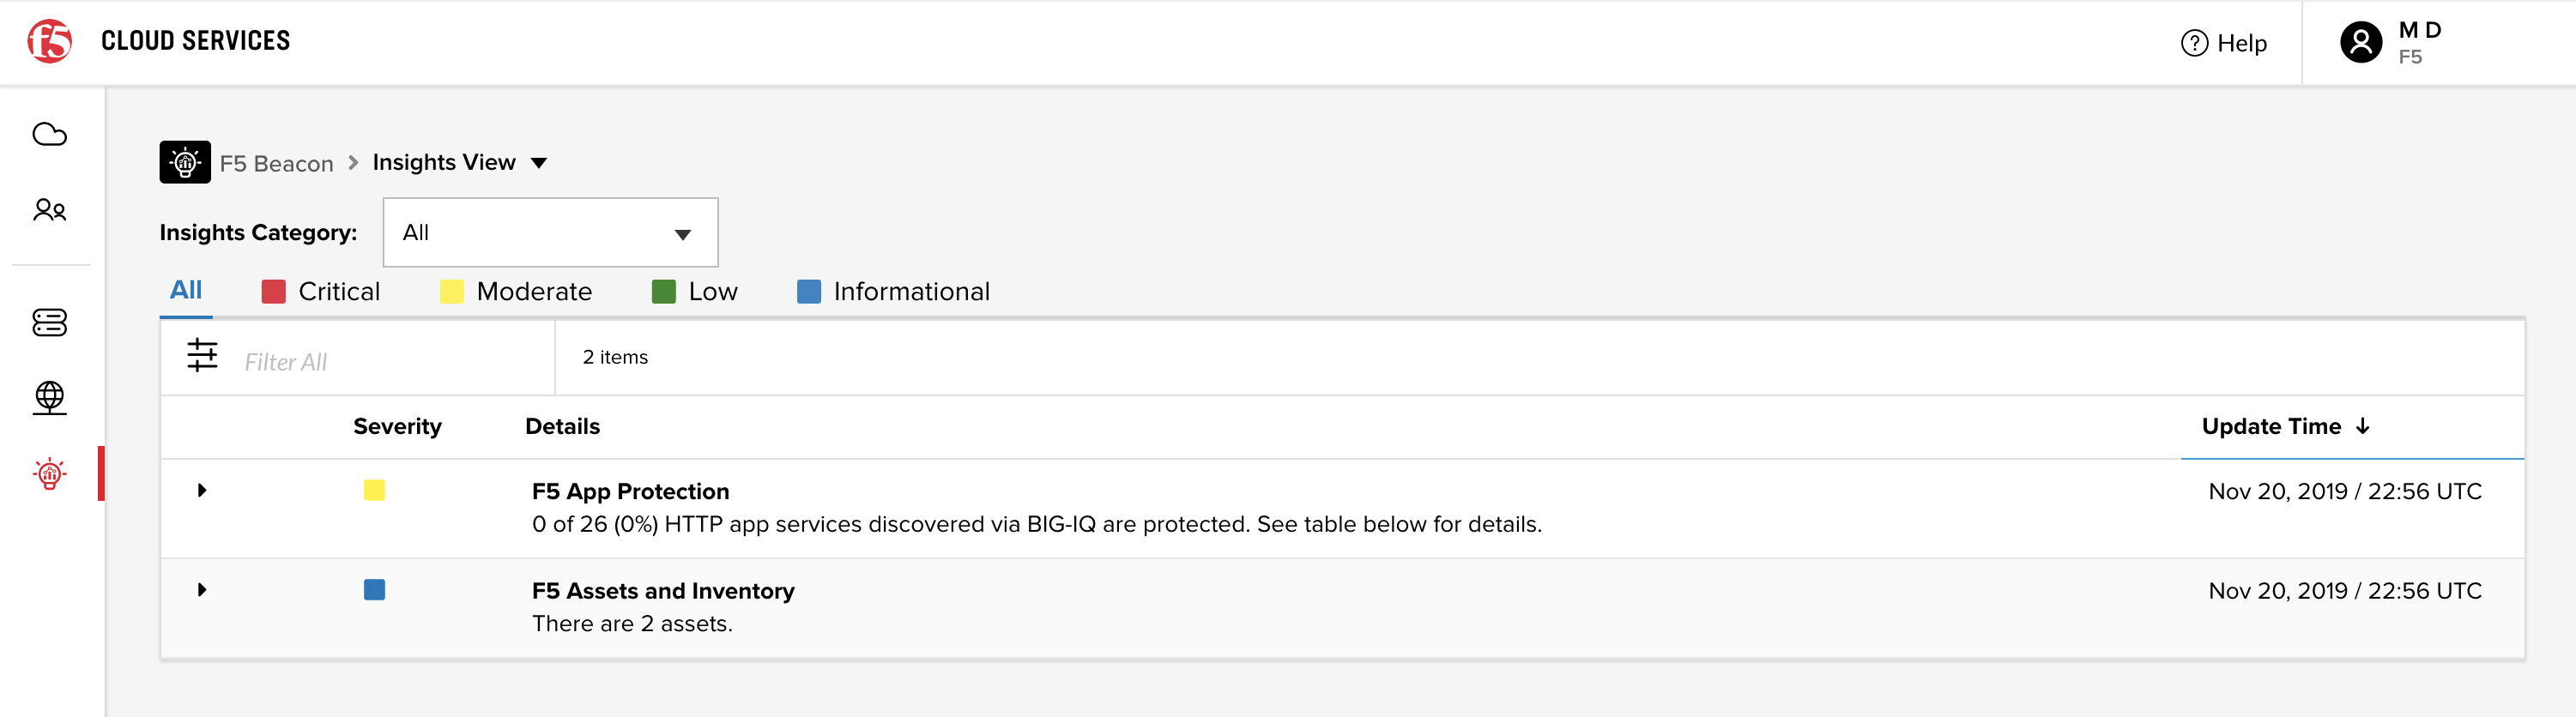 f5 CLOUD SERVICES
? Help
M D
F5
F5 Beacon > Insights View
Insights Category: All
All Critical Moderate Low Informational
Filter All 2 items
Severity Details Update Time ↓
F5 App Protection Nov 20, 2019 / 22:56 UTC
0 of 26 (0%) HTTP app services discovered via BIG-IQ are protected. See table below for details.
F5 Assets and Inventory Nov 20, 2019 / 22:56 UTC
There are 2 assets.